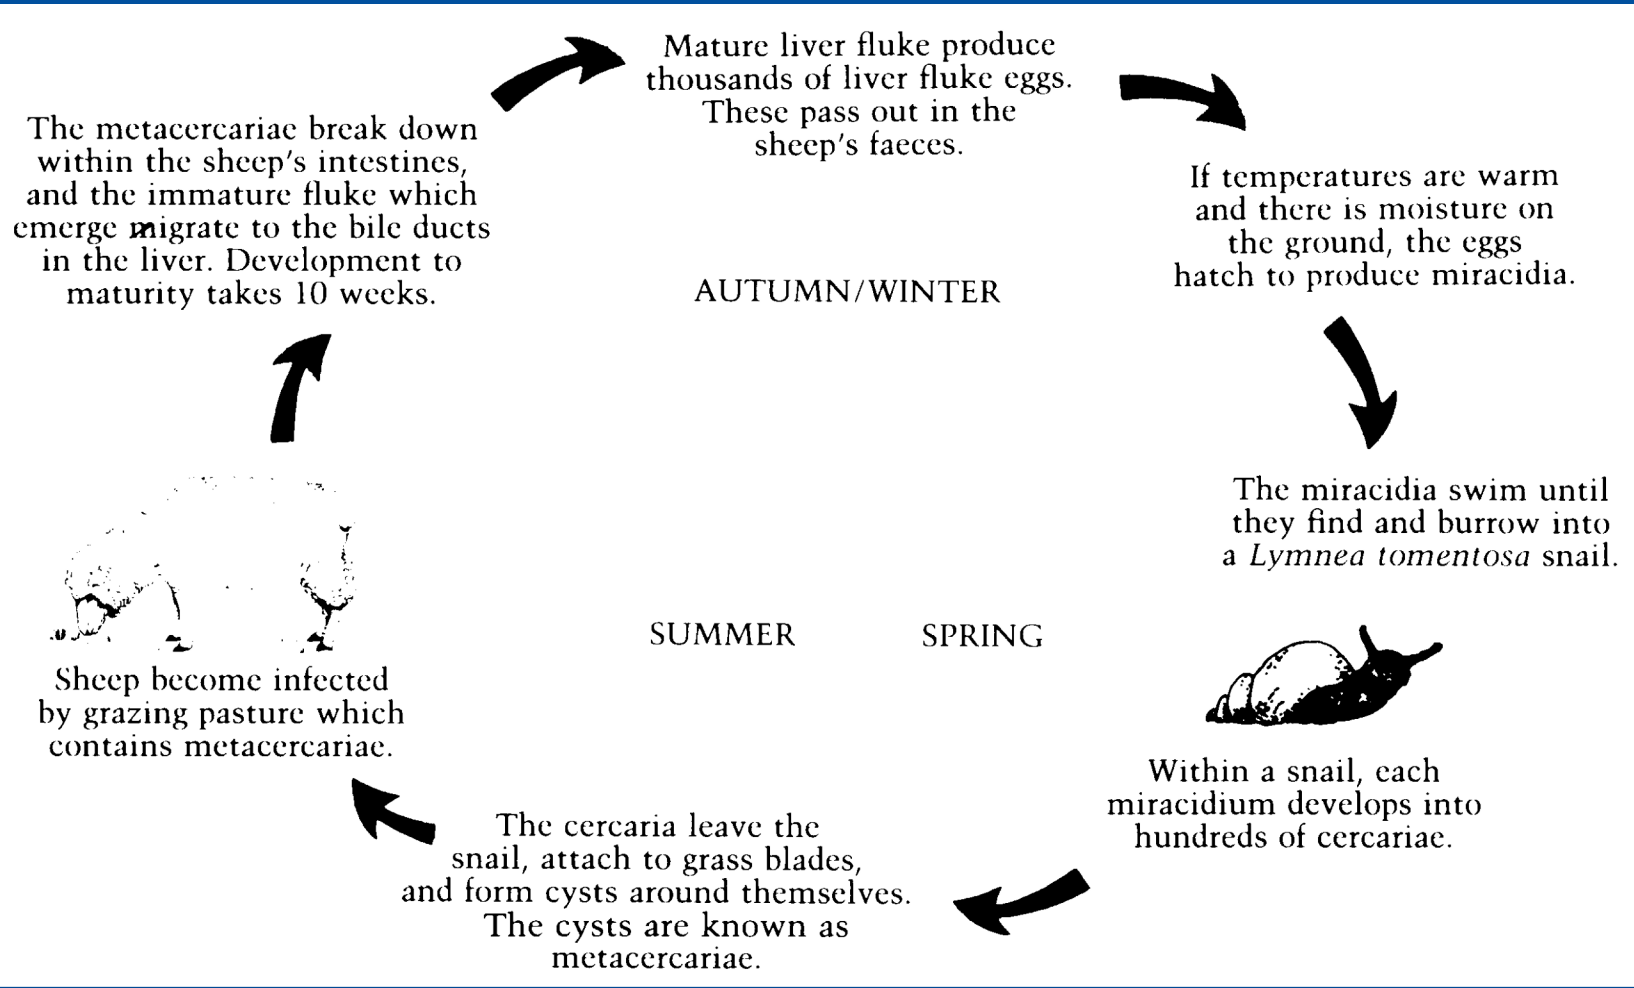 Mature liver fluke produce
thousands of liver fluke eggs.
These pass out in the
sheep's faeces.
If temperatures are warm
and there is moisture on
the ground, the eggs
hatch to produce miracidia.
The miracidia swim until
they find and burrow into
a Lymnea tomentosa snail.
Within a snail, each
miracidium develops into
hundreds of cercariae.
The cercaria leave the
snail, attach to grass blades,
and form cysts around themselves.
The cysts are known as
metacercariae.
Sheep become infected
by grazing pasture which
contains metacercariae.
The metacercariae break down
within the sheep's intestines,
and the immature fluke which
emerge migrate to the bile ducts
in the liver. Development to
maturity takes 10 weeks.
AUTUMN/WINTER
SUMMER
SPRING